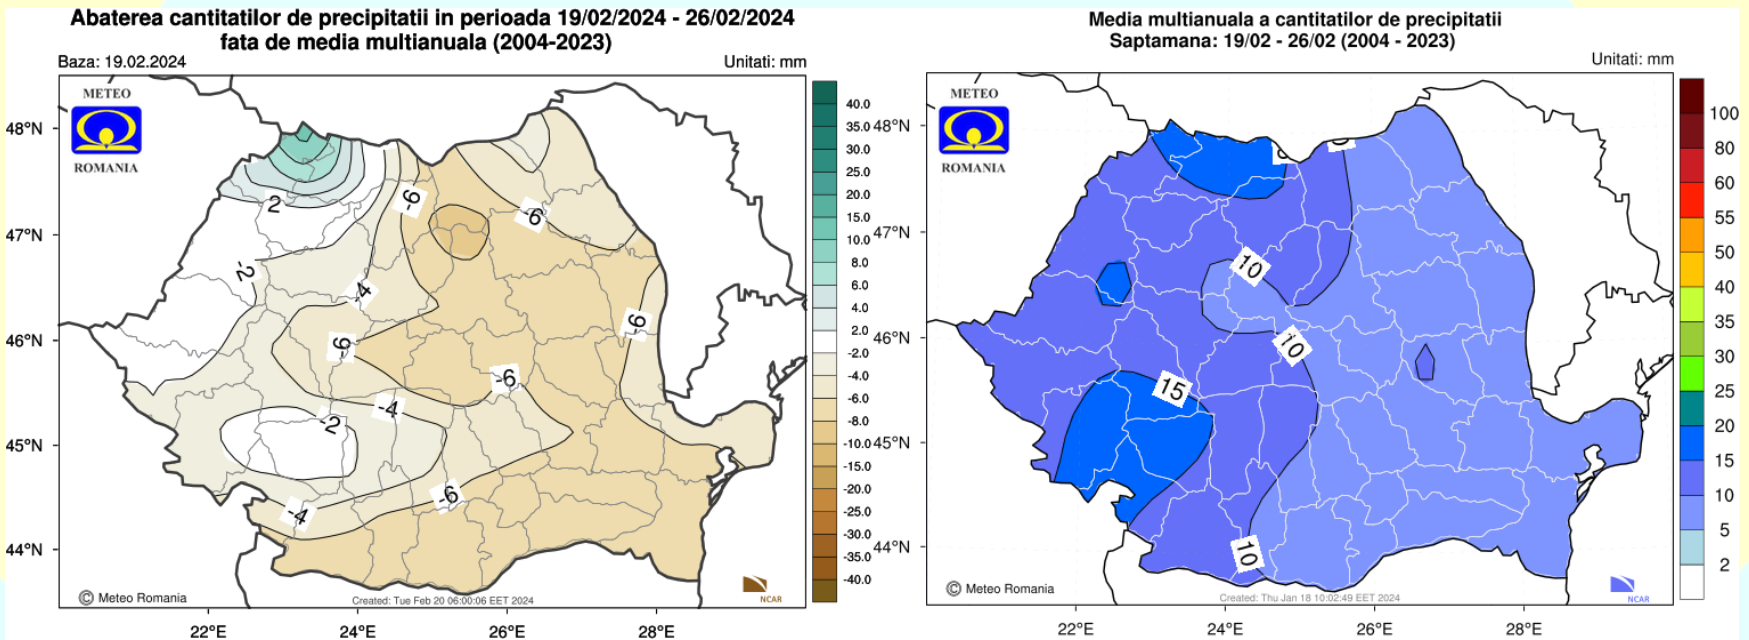 Abaterea cantitatilor de precipitatii in perioada 19/02/2024 - 26/02/2024
fata de media multianuala (2004-2023)
Baza: 19.02.2024
Unitati: mm
METEO
ROMANIA
48°N
47°N
46°N
45°N
44°N
22°E
24°E
26°E
28°E
2
-2
-6
-6
-4
-6
-6
-6
-4
-2
-6
-4
40.0
35.0
30.0
25.0
20.0
15.0
10.0
8.0
6.0
4.0
2.0
-2.0
-4.0
-6.0
-8.0
-10.0
-15.0
-20.0
-25.0
-30.0
-35.0
-40.0
© Meteo Romania
Created: Tue Feb 20 06:00:06 EET 2024
NCAR
Media multianuala a cantitatilor de precipitatii
Saptamana: 19/02 - 26/02 (2004 - 2023)
Unitati: mm
METEO
ROMANIA
48°N
47°N
46°N
45°N
44°N
22°E
24°E
26°E
28°E
10
10
15
10
100
80
60
55
50
40
35
30
25
20
15
10
5
2
© Meteo Romania
Created: Thu Jan 18 10:02:49 EET 2024
NCAR